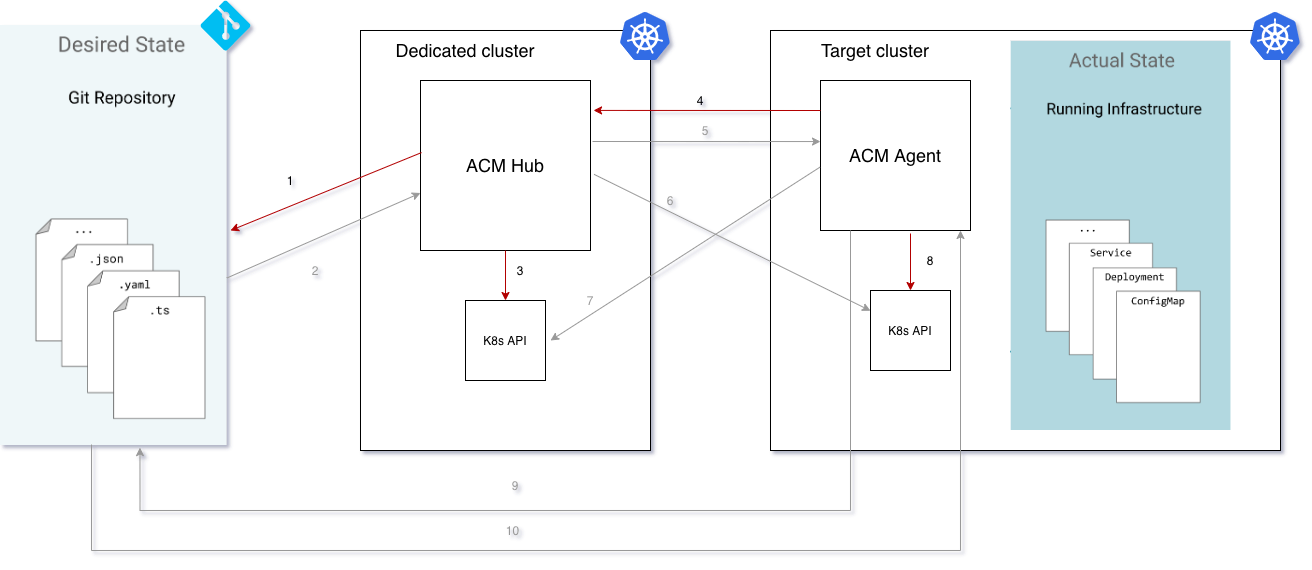 Desired State
Git Repository
...
.json
.yaml
.ts
1
2
Dedicated cluster
ACM Hub
3
K8s API
4
5
6
7
Target cluster
ACM Agent
8
K8s API
Actual State
Running Infrastructure
...
Service
Deployment
ConfigMap
9
10